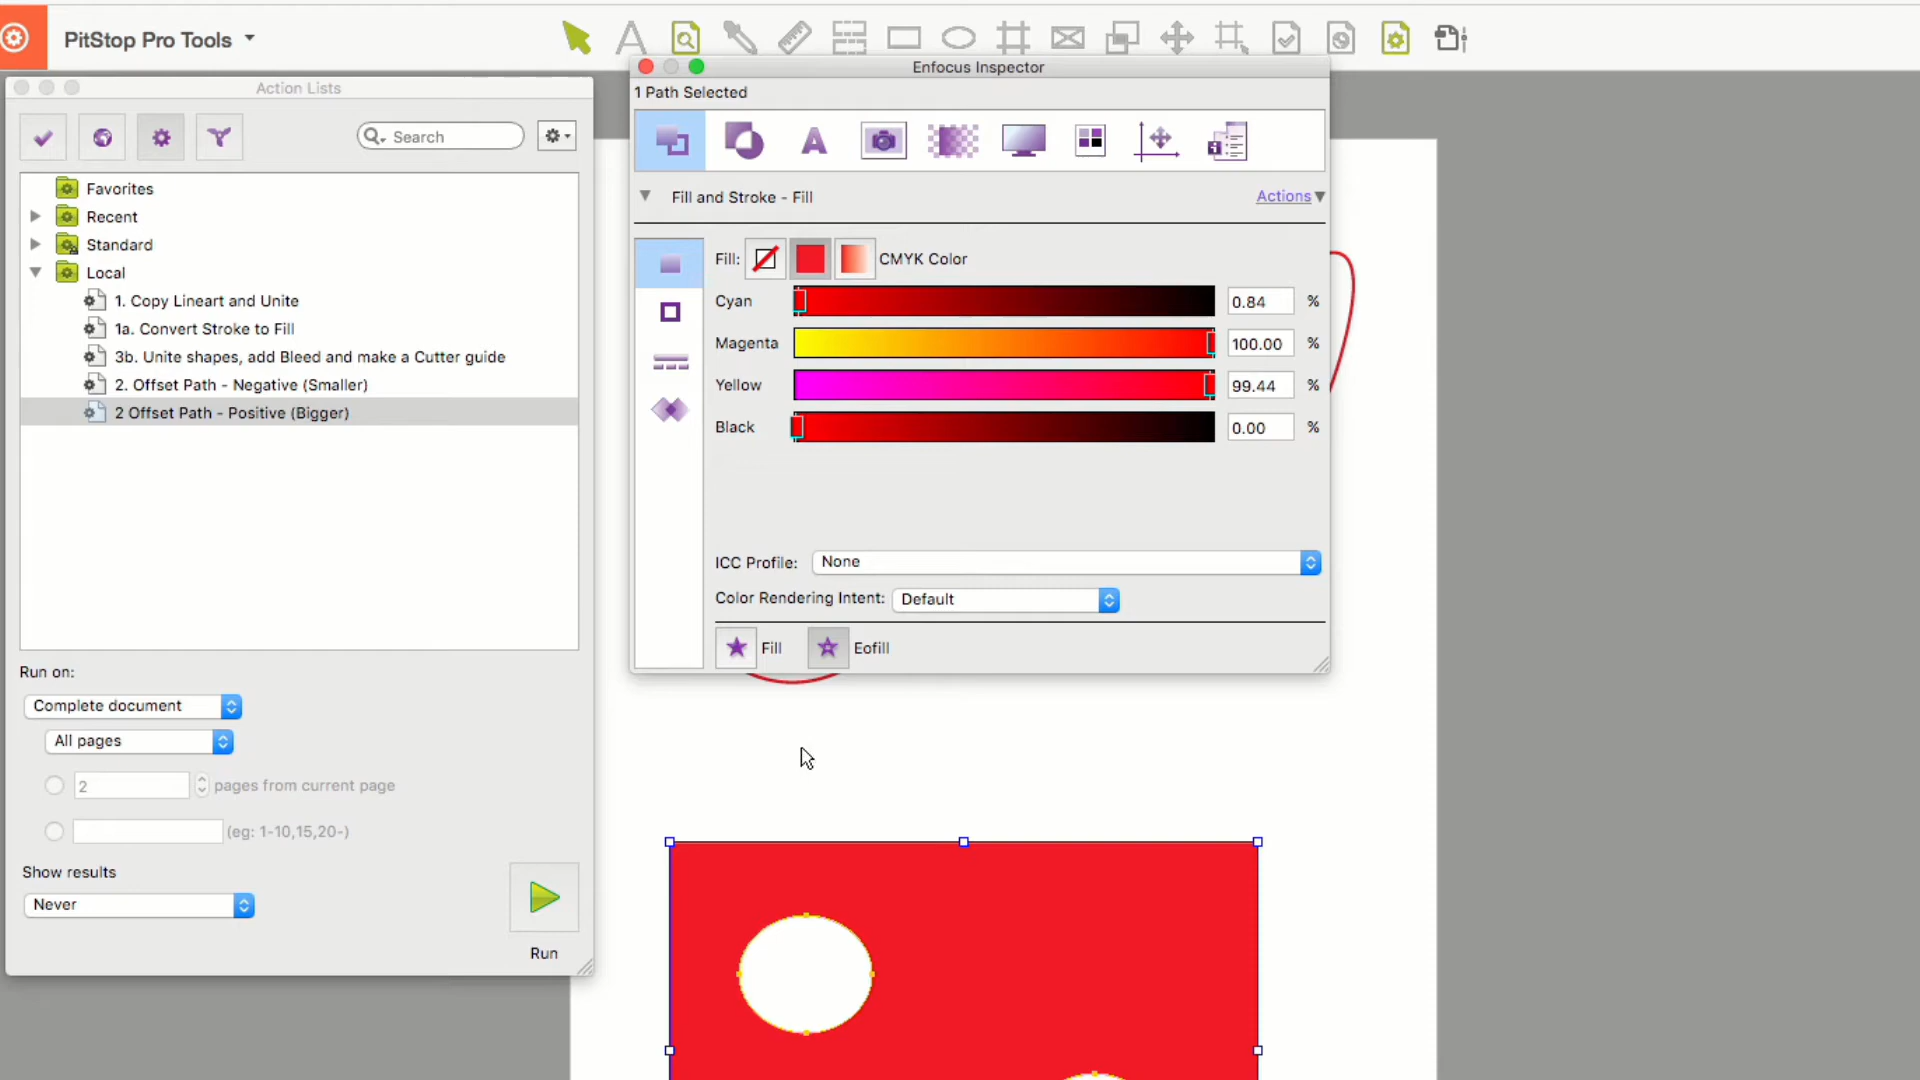 PitStop Pro Tools
Action Lists
Search
Favorites
Recent
Standard
Local
1. Copy Lineart and Unite
1a. Convert Stroke to Fill
3b. Unite shapes, add Bleed and make a Cutter guide
2. Offset Path - Negative (Smaller)
2 Offset Path - Positive (Bigger)
Run on:
Complete document
All pages
2 pages from current page
(eg: 1-10,15,20-)
Show results
Never
Run
Enfocus Inspector
1 Path Selected
Fill and Stroke - Fill
Actions
Fill: CMYK Color
Cyan 0.84 %
Magenta 100.00 %
Yellow 99.44 %
Black 0.00 %
ICC Profile: None
Color Rendering Intent: Default
Fill Eofill